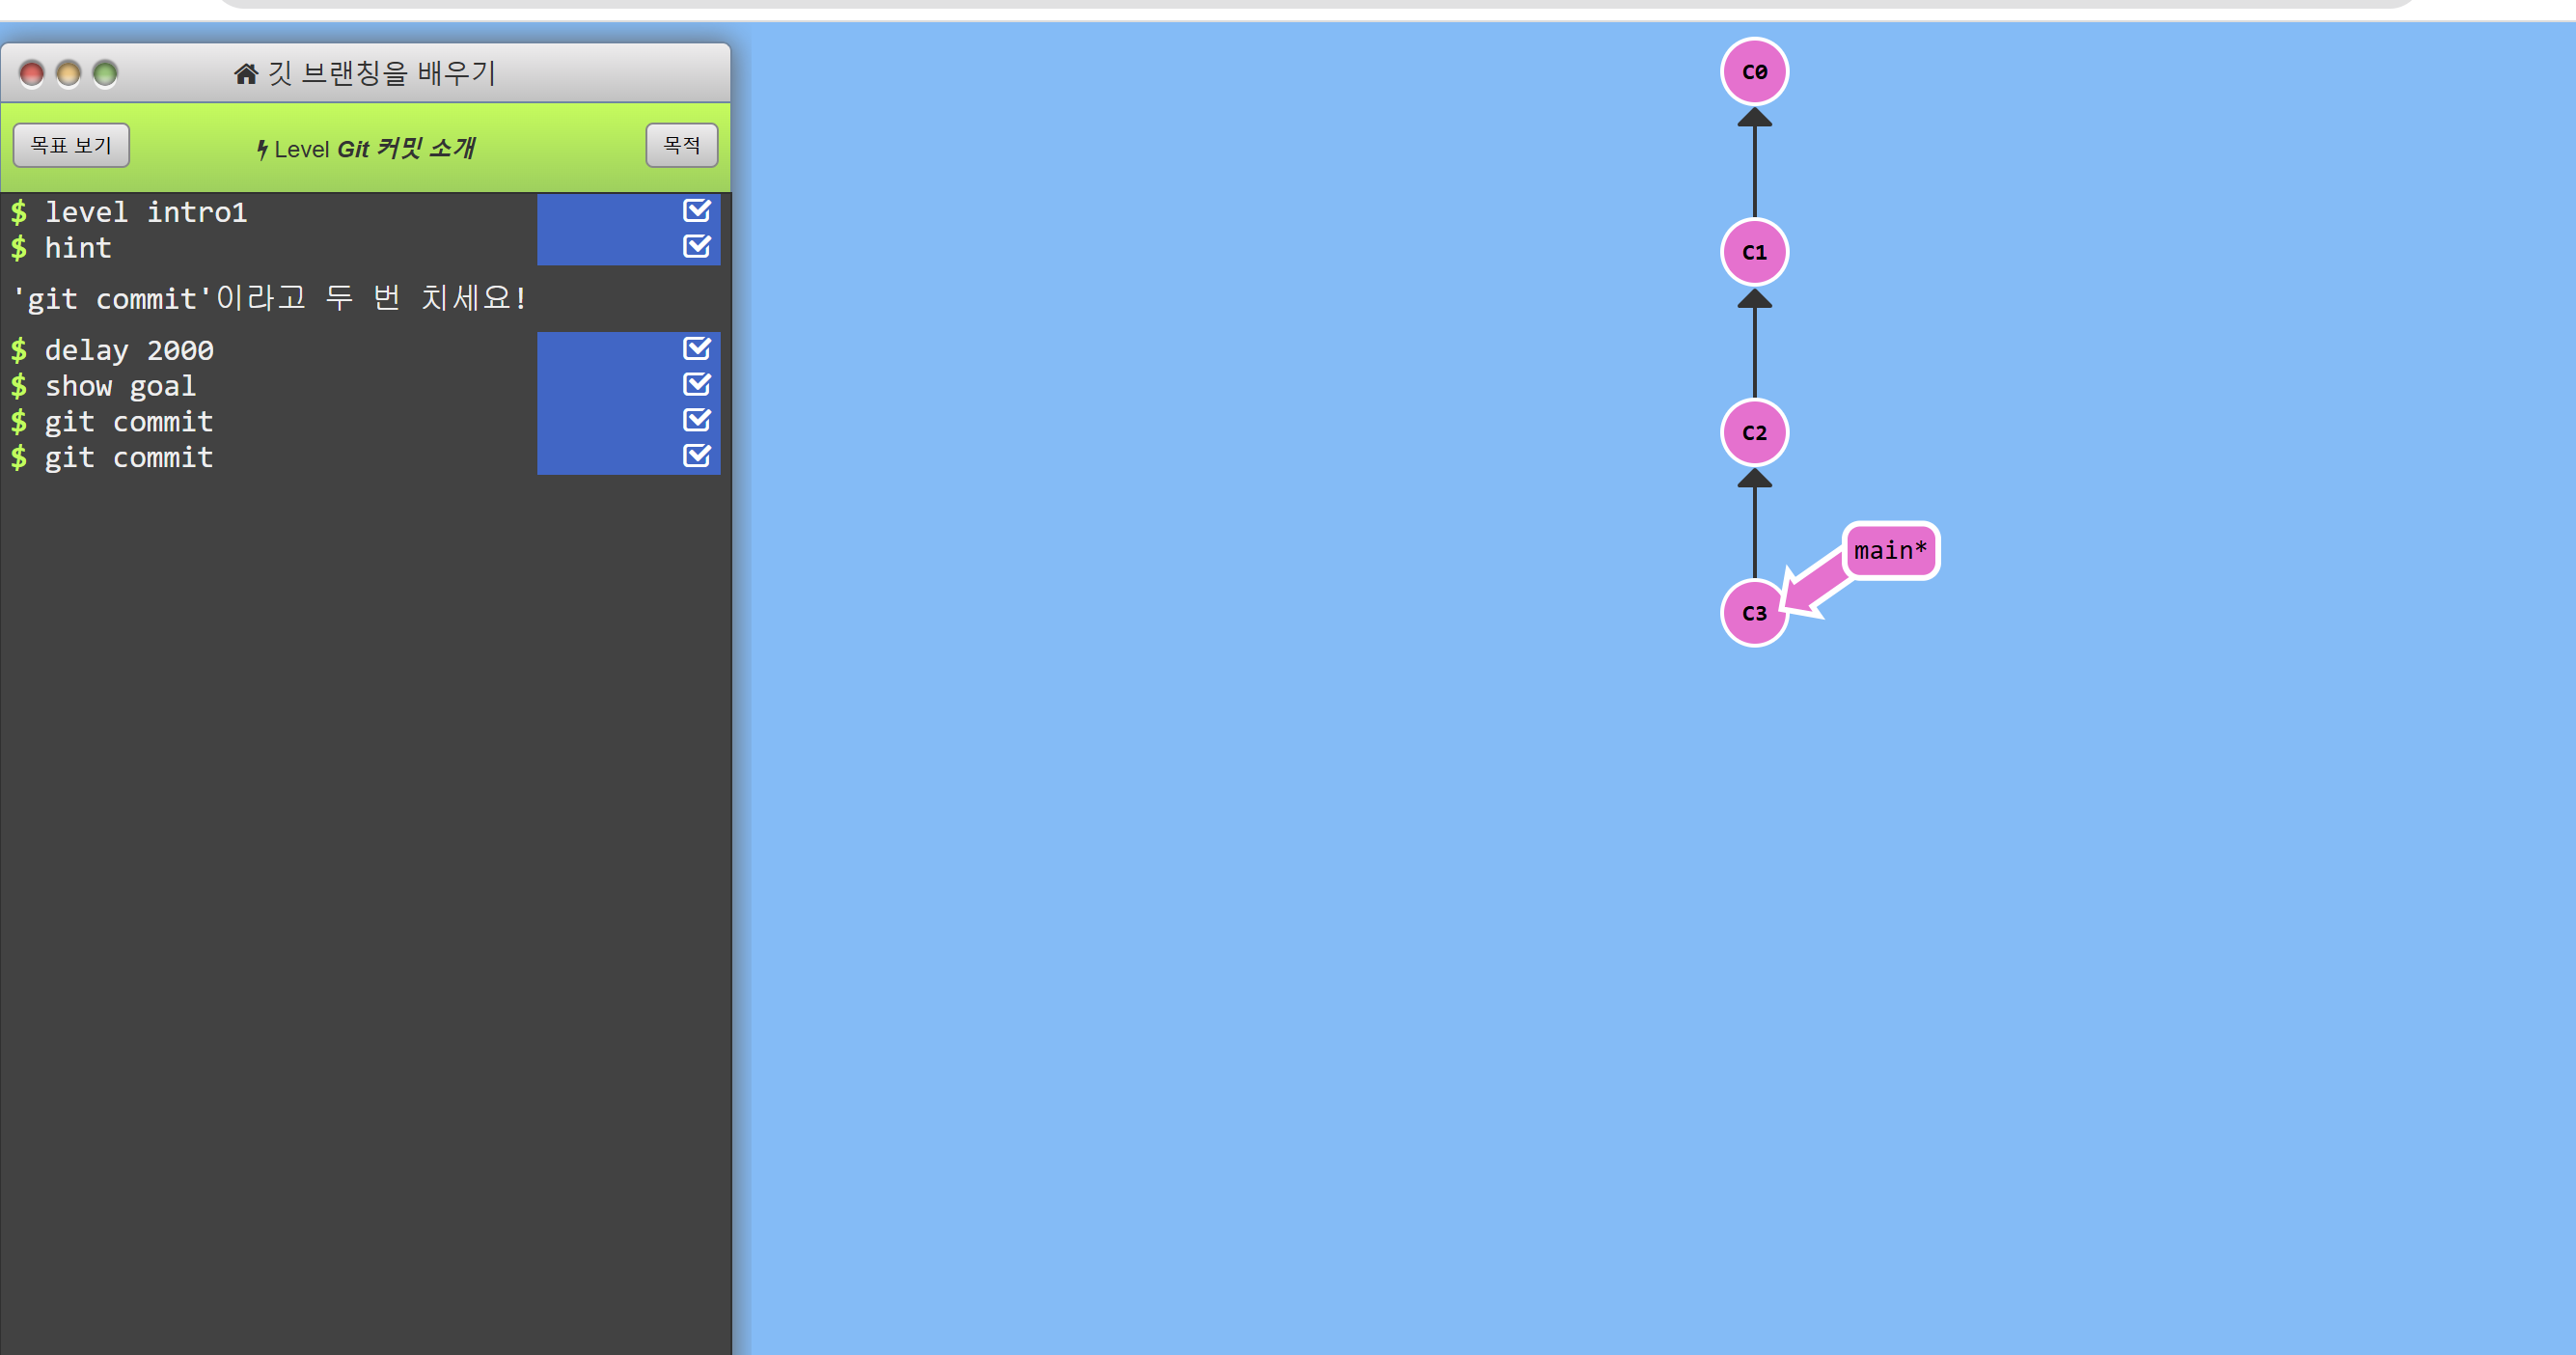 깃 브랜칭을 배우기
목표 보기
Level Git 커밋 소개
목적
$ level intro1
$ hint
'git commit'이라고 두 번 치세요!
$ delay 2000
$ show goal
$ git commit
$ git commit
C0
C1
C2
main*
C3